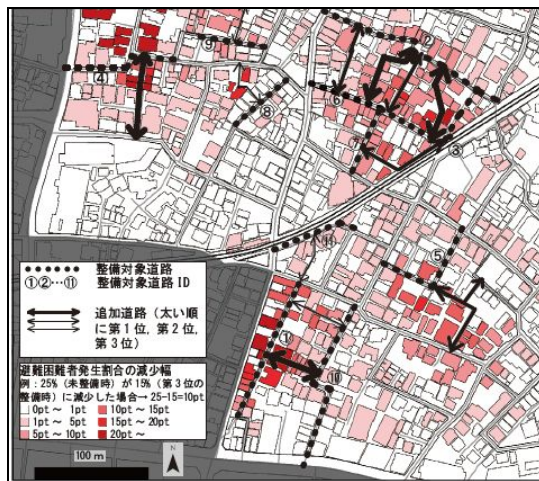 ⑨
②
④
⑥
⑧
③
⑤
⑪
①
⑩
整備対象道路
①②…⑪ 整備対象道路 ID
追加道路（太い順
に第1位，第2位，
第3位）
避難困難者発生割合の減少幅
例：25%（未整備時）が15%（第3位の
整備時）に減少した場合→25-15=10pt
0pt～ 1pt 10pt～15pt
1pt～ 5pt 15pt～20pt
5pt～10pt 20pt～
100 m
N